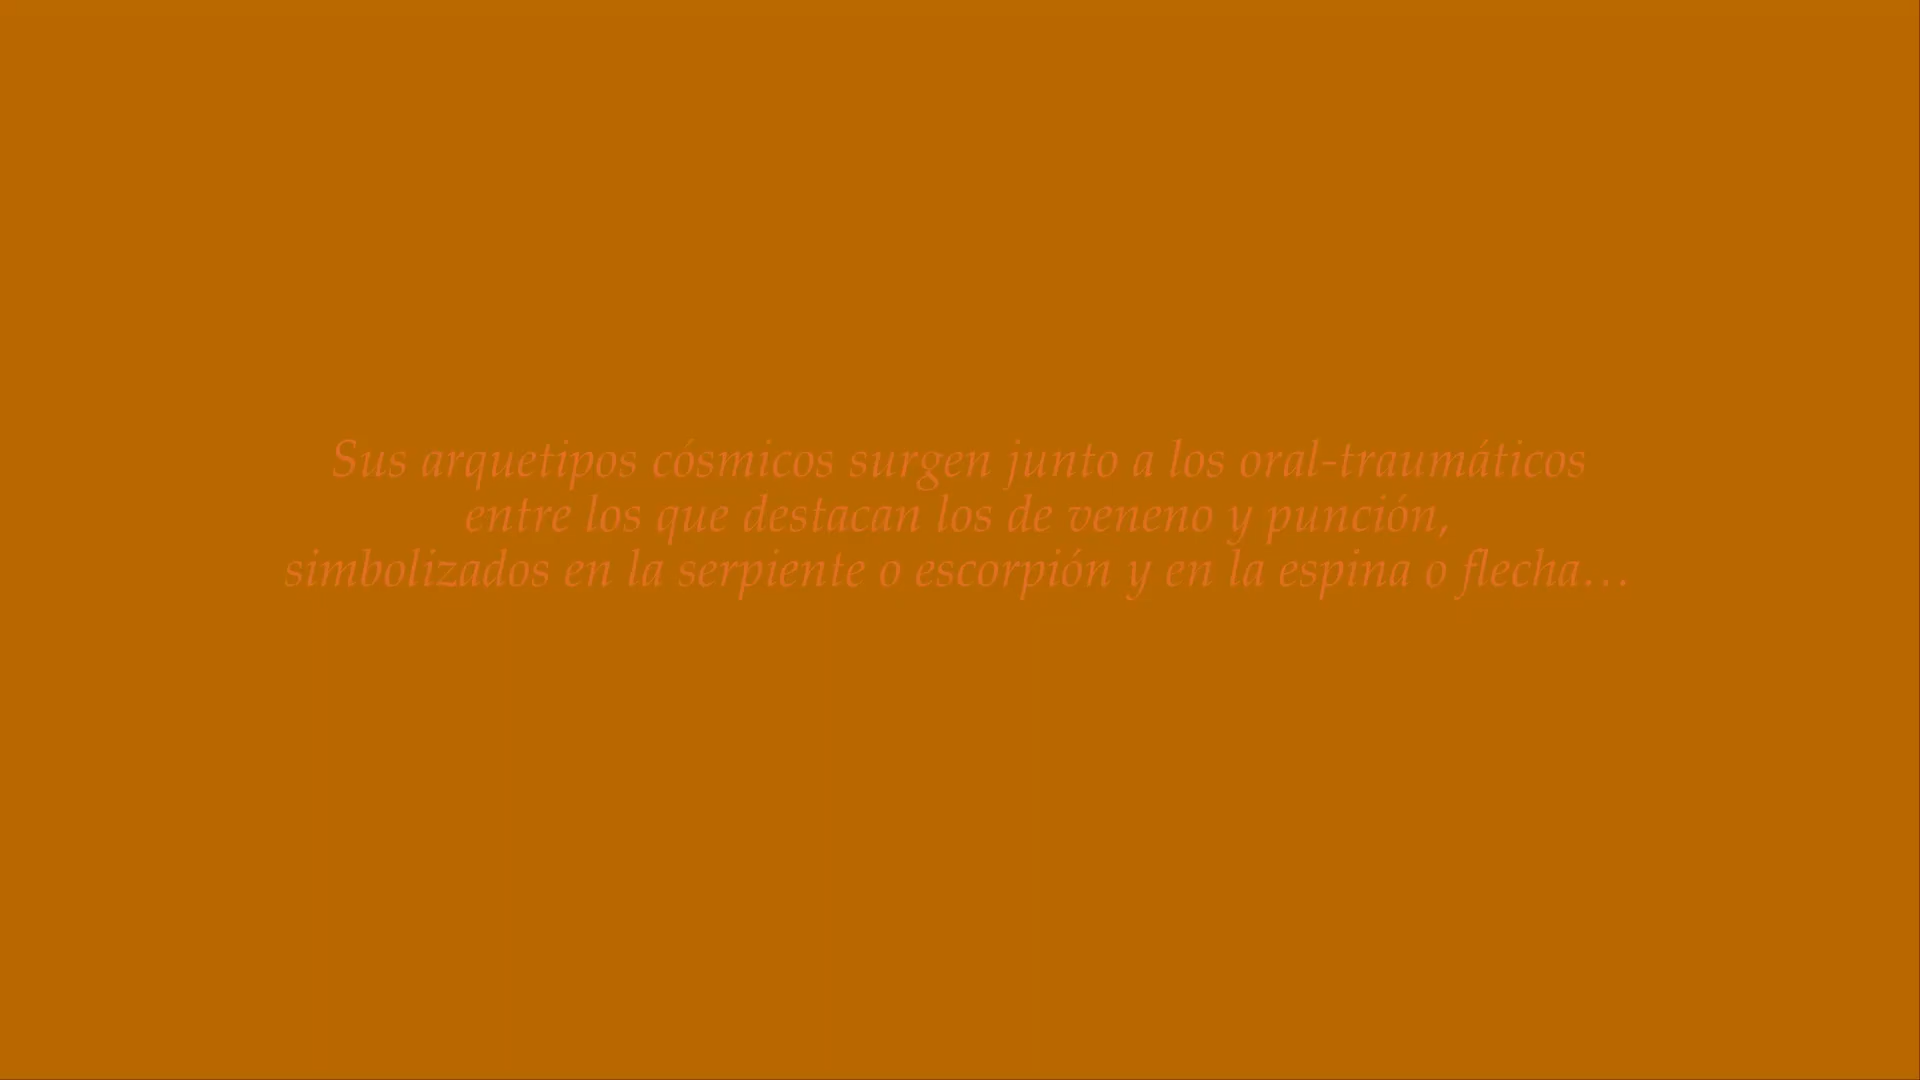 Sus arquetipos cósmicos surgen junto a los oral-traumáticos
entre los que destacan los de veneno y punción,
simbolizados en la serpiente o escorpión y en la espina o flecha…